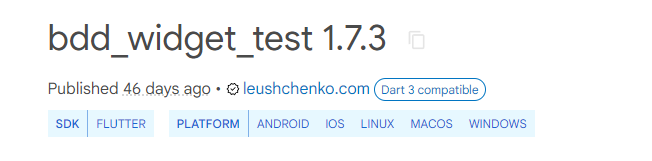 bdd_widget_test 1.7.3
Published 46 days ago • leushchenko.com Dart 3 compatible
SDK FLUTTER PLATFORM ANDROID IOS LINUX MACOS WINDOWS